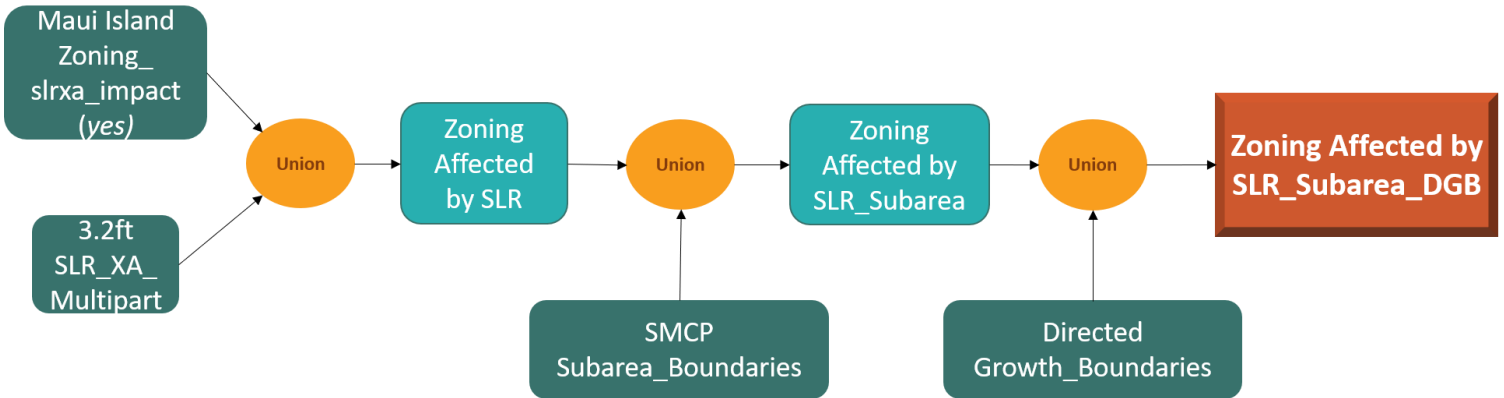 Maui Island
Zoning_
slrxa_impact
(yes)
3.2ft
SLR_XA_
Multipart
Union
Zoning
Affected
by SLR
Union
SMCP
Subarea_Boundaries
Zoning
Affected by
SLR_Subarea
Union
Directed
Growth_Boundaries
Zoning Affected by
SLR_Subarea_DGB